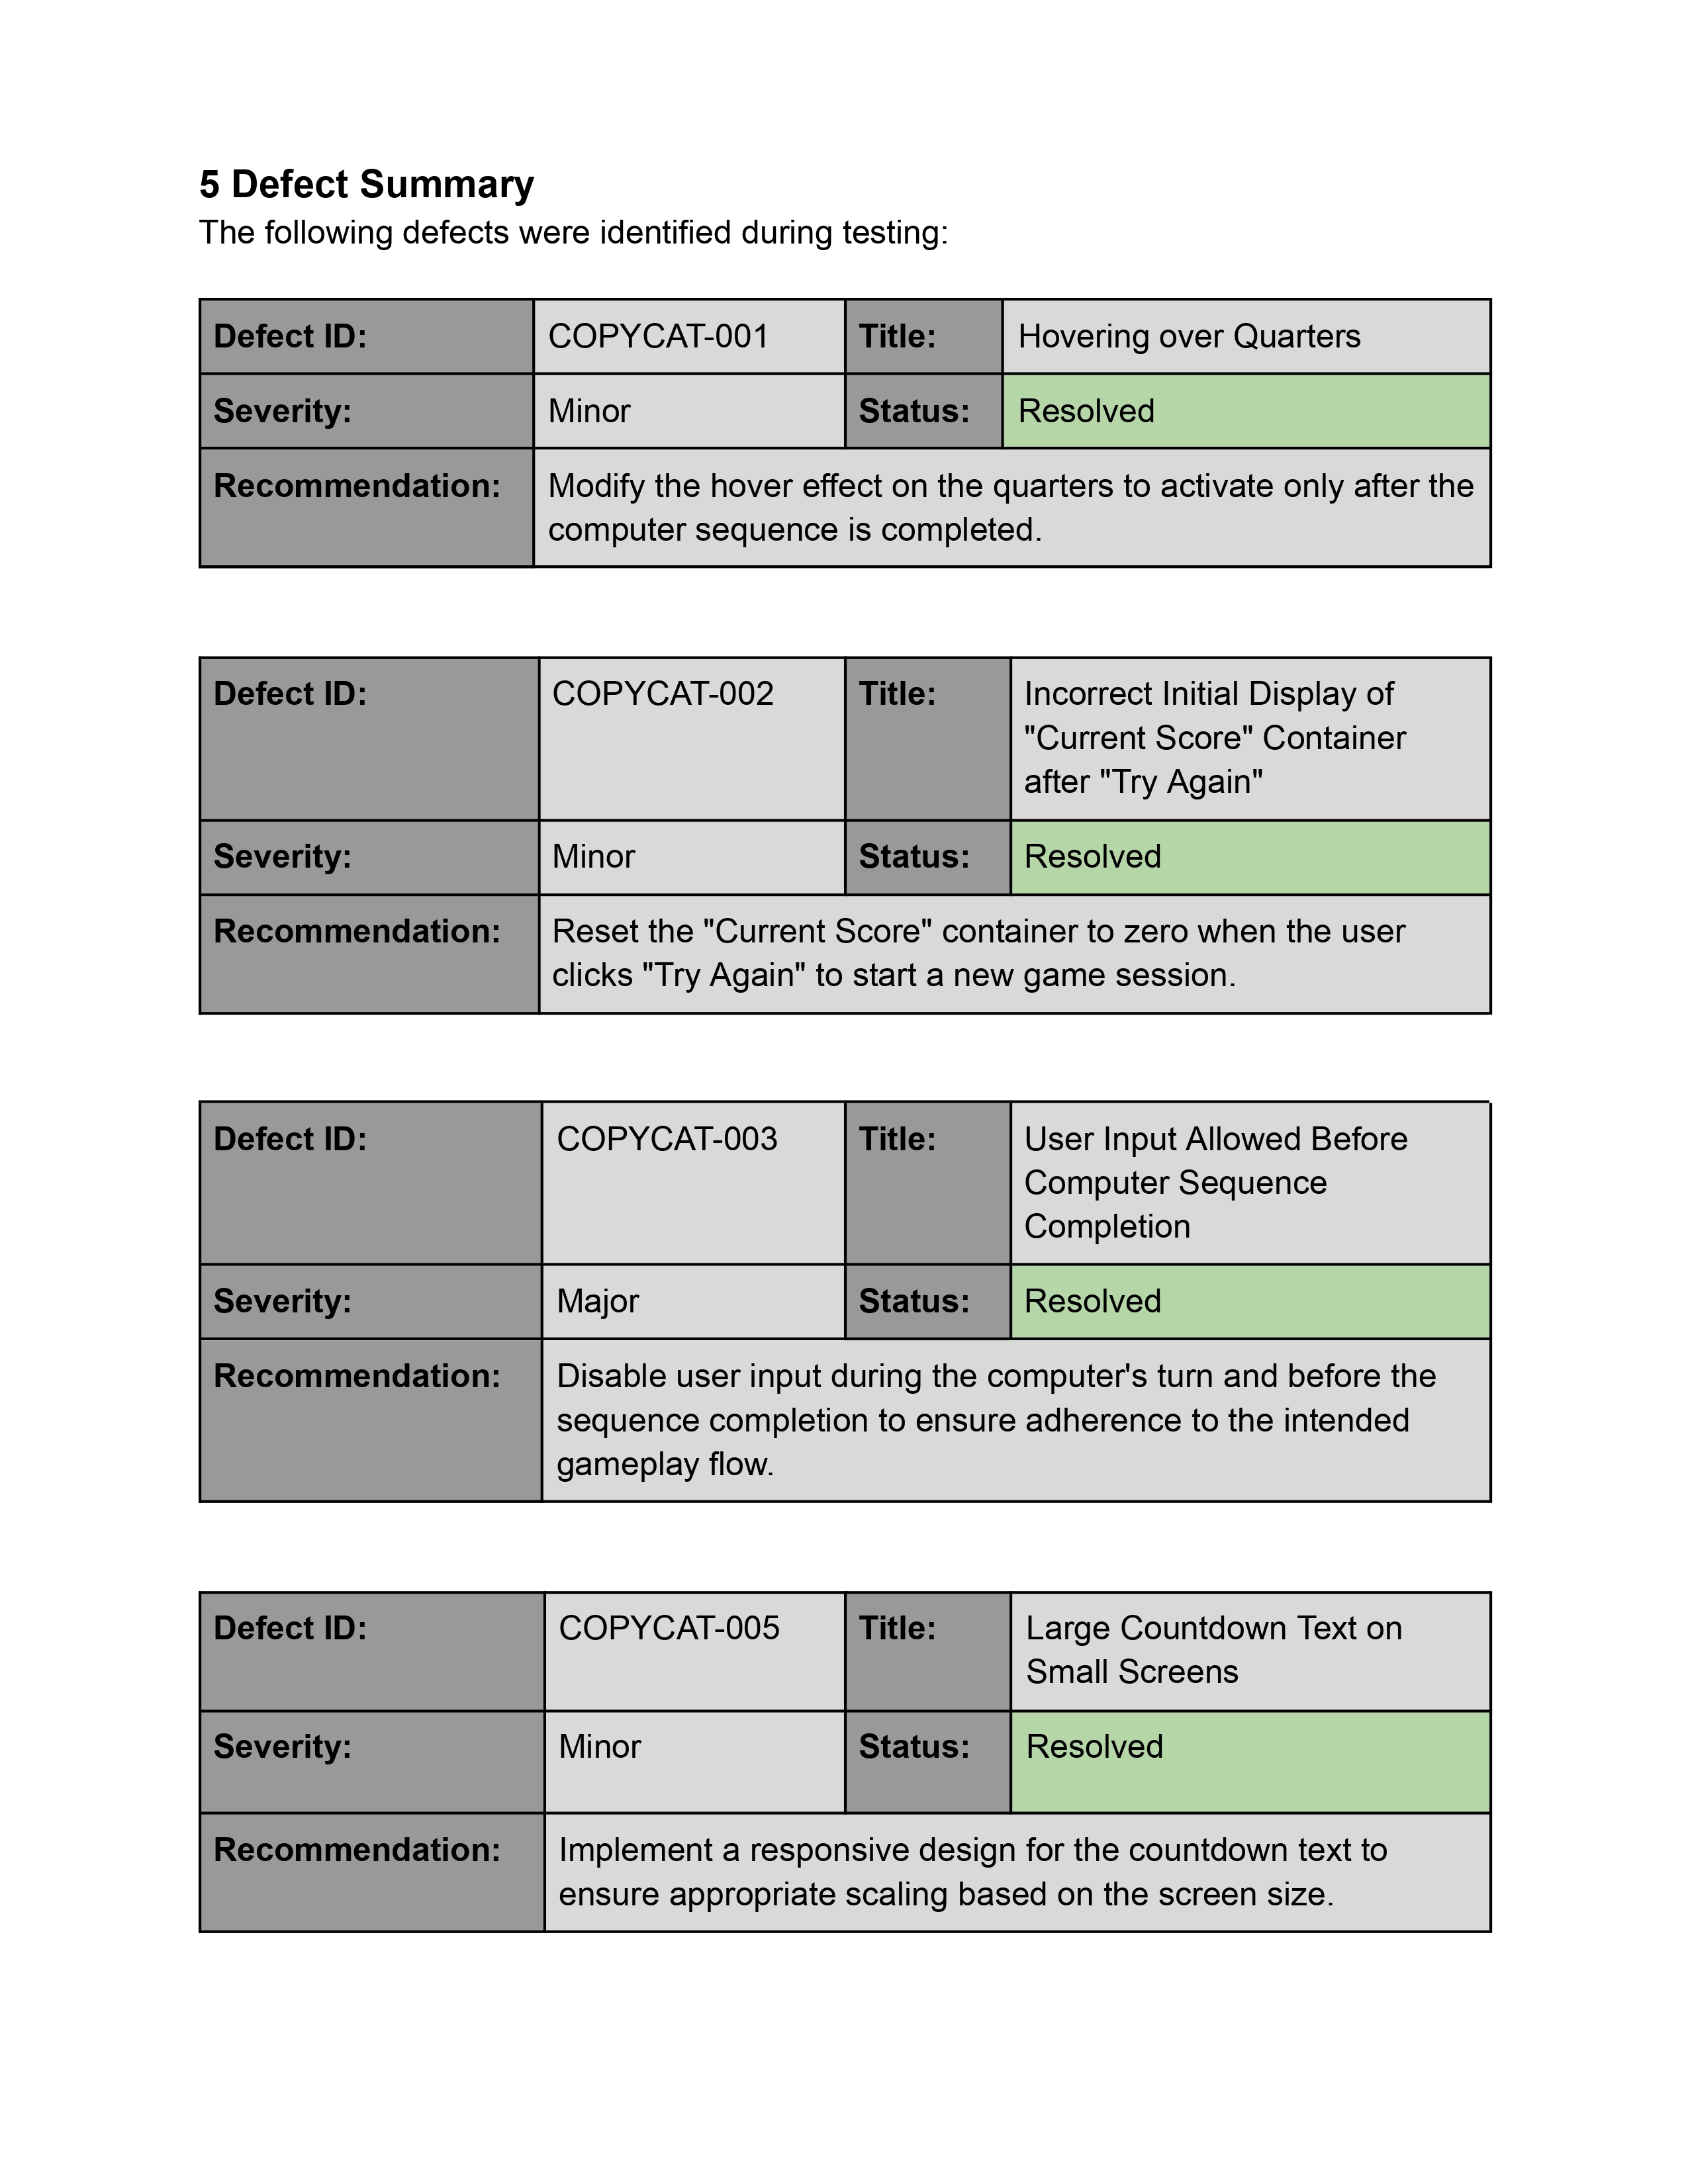 5 Defect Summary
The following defects were identified during testing:
Defect ID: COPYCAT-001 Title: Hovering over Quarters
Severity: Minor Status: Resolved
Recommendation: Modify the hover effect on the quarters to activate only after the
computer sequence is completed.
Defect ID: COPYCAT-002 Title: Incorrect Initial Display of
"Current Score" Container
after "Try Again"
Severity: Minor Status: Resolved
Recommendation: Reset the "Current Score" container to zero when the user
clicks "Try Again" to start a new game session.
Defect ID: COPYCAT-003 Title: User Input Allowed Before
Computer Sequence
Completion
Severity: Major Status: Resolved
Recommendation: Disable user input during the computer's turn and before the
sequence completion to ensure adherence to the intended
gameplay flow.
Defect ID: COPYCAT-005 Title: Large Countdown Text on
Small Screens
Severity: Minor Status: Resolved
Recommendation: Implement a responsive design for the countdown text to
ensure appropriate scaling based on the screen size.